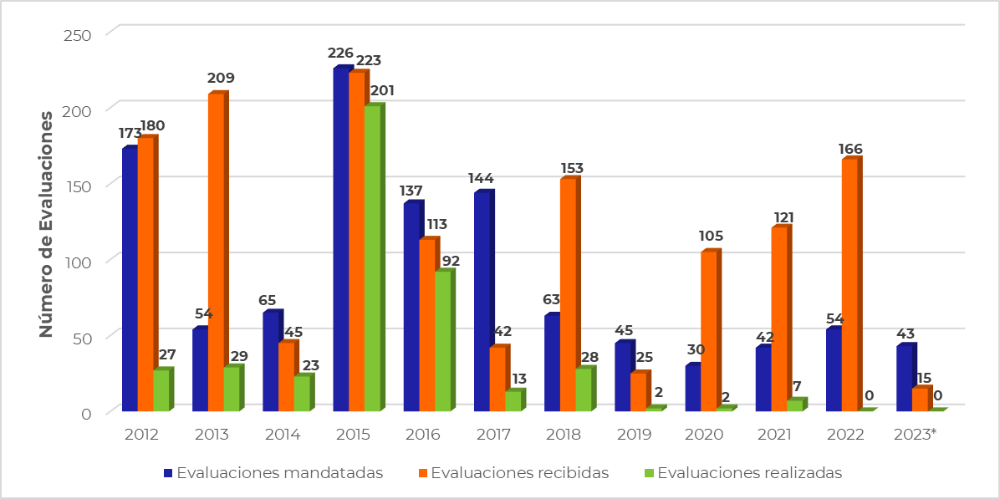 Número de Evaluaciones
250
200
150
100
50
0
173 180 27
54 209 29
65 45 23
226 223 201
137 113 92
144 42 13
63 153 28
45 25 2
30 105 2
42 121 7
54 166 0
43 15 0
2012 2013 2014 2015 2016 2017 2018 2019 2020 2021 2022 2023*
Evaluaciones mandatadas Evaluaciones recibidas Evaluaciones realizadas